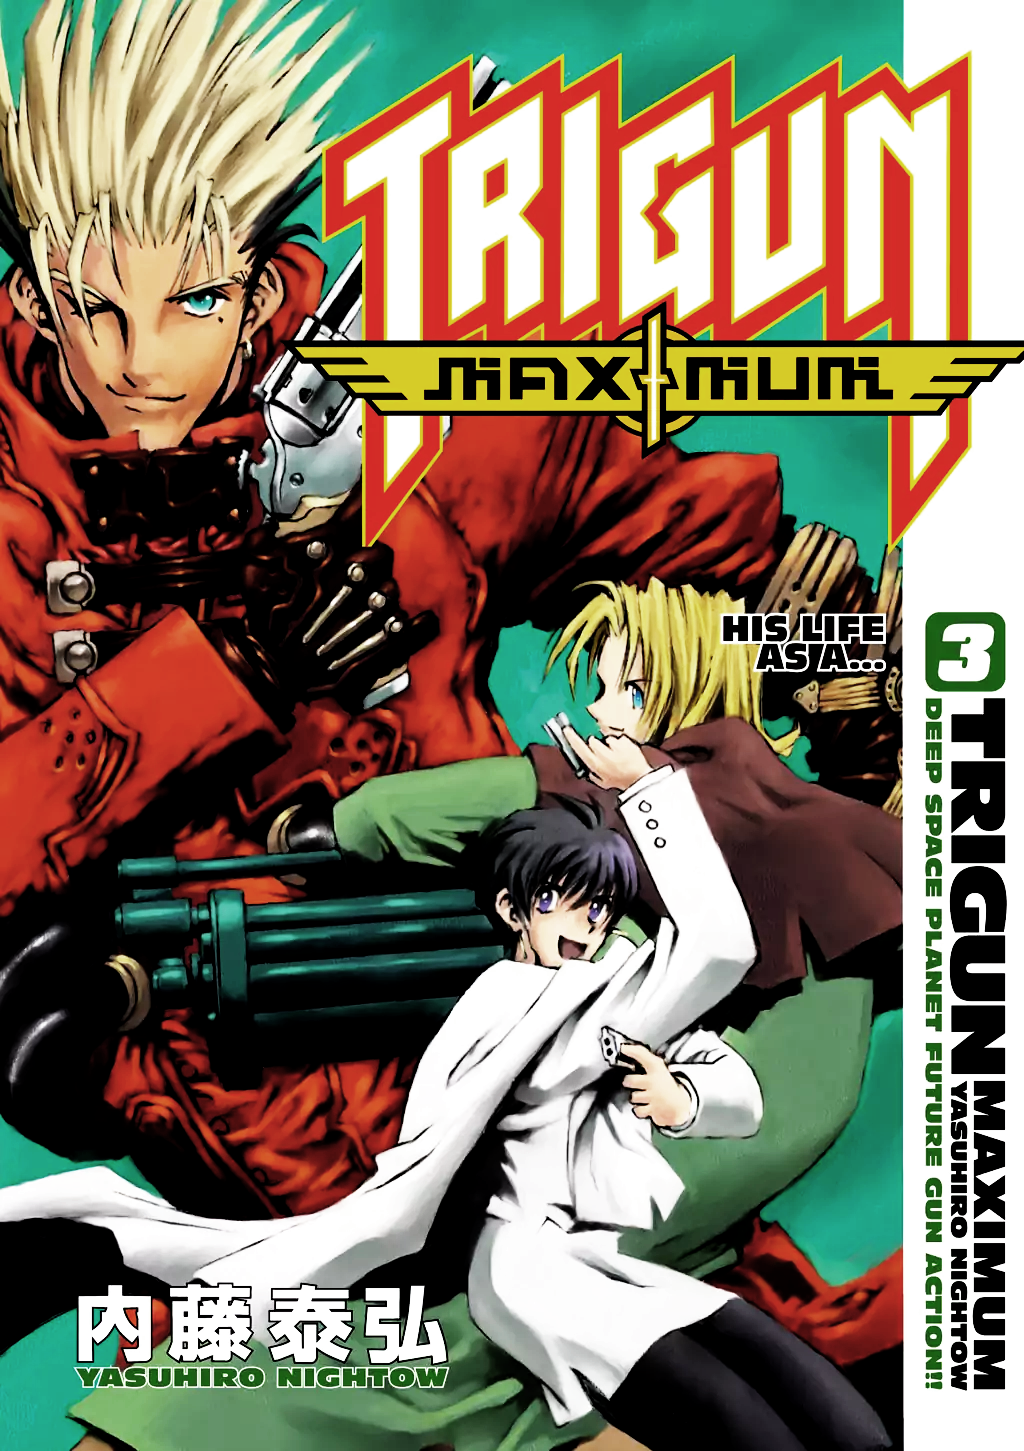 TRIGUN
MAXIMUM
HIS LIFE
AS A...
3
TRIGUN MAXIMUM
YASUHIRO NIGHTOW
DEEP SPACE PLANET FUTURE GUN ACTION!!
内藤泰弘
YASUHIRO NIGHTOW